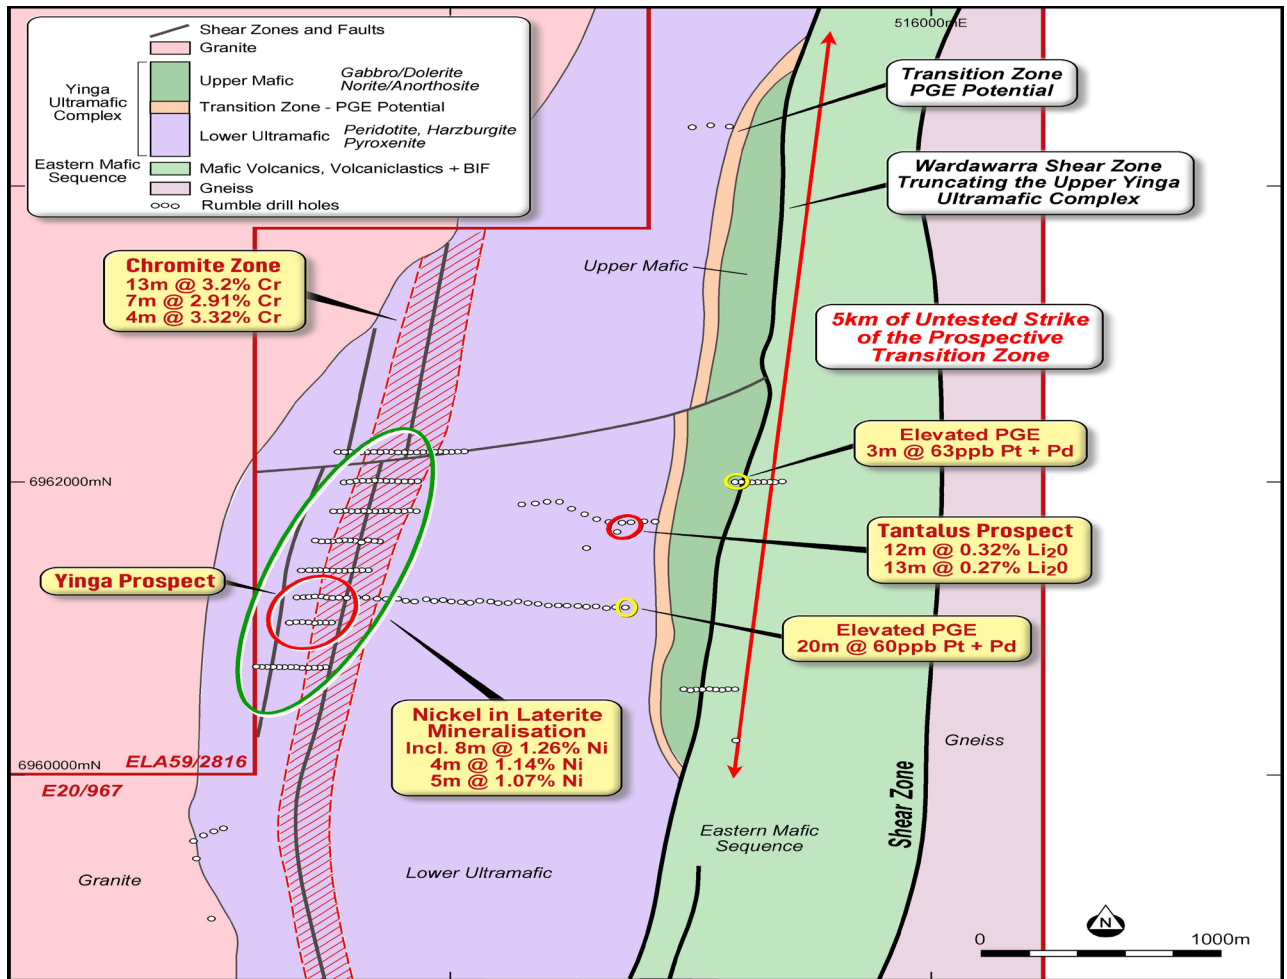 Shear Zones and Faults
Granite
Yinga
Ultramafic
Complex
Upper Mafic
Gabbro/Dolerite
Norite/Anorthosite
Transition Zone - PGE Potential
Lower Ultramafic
Peridotite, Harzburgite
Pyroxenite
Eastern Mafic
Sequence
Mafic Volcanics, Volcaniclastics + BIF
Gneiss
Rumble drill holes
516000mE
Transition Zone
PGE Potential
Wardawarra Shear Zone
Truncating the Upper Yinga
Ultramafic Complex
Chromite Zone
13m @ 3.2% Cr
7m @ 2.91% Cr
4m @ 3.32% Cr
Upper Mafic
5km of Untested Strike
of the Prospective
Transition Zone
Elevated PGE
3m @ 63ppb Pt + Pd
6962000mN
Tantalus Prospect
12m @ 0.32% Li20
13m @ 0.27% Li20
Yinga Prospect
Elevated PGE
20m @ 60ppb Pt + Pd
Nickel in Laterite
Mineralisation
Incl. 8m @ 1.26% Ni
4m @ 1.14% Ni
5m @ 1.07% Ni
Gneiss
6960000mN
ELA59/2816
E20/967
Shear Zone
Eastern Mafic
Sequence
Granite
Lower Ultramafic
N
0
1000m